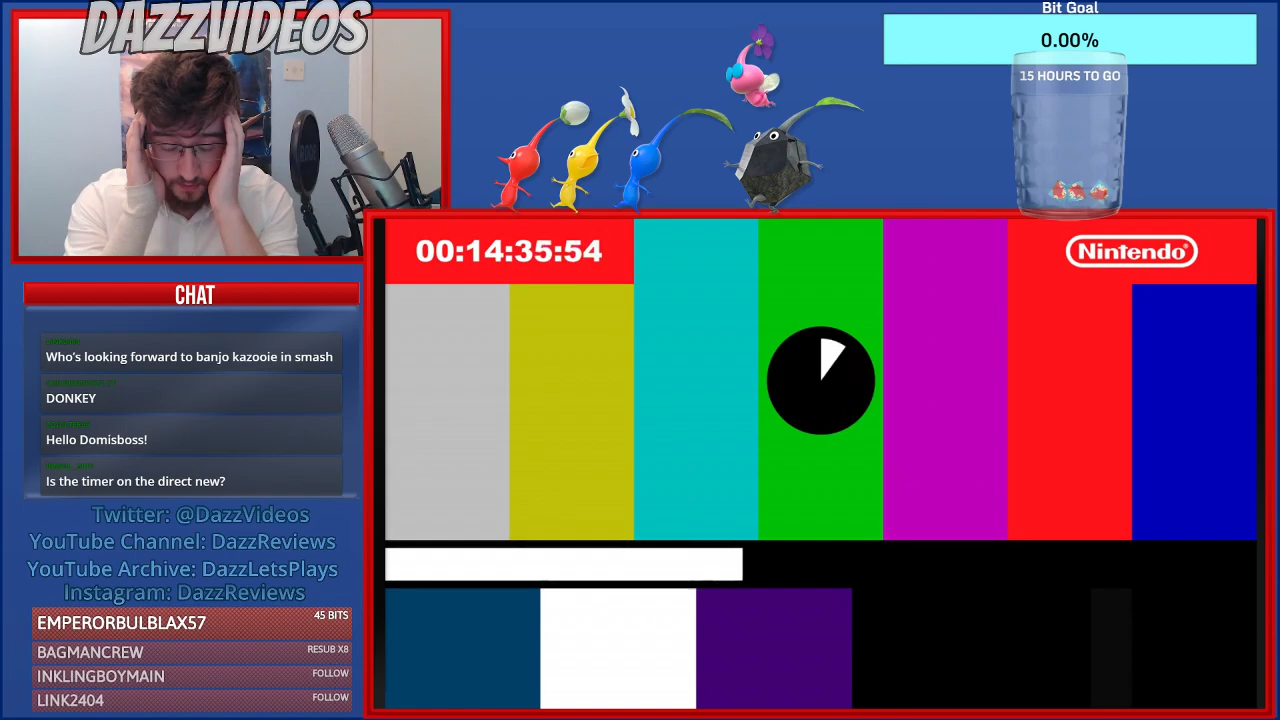 DAZZVIDEOS
Bit Goal
0.00%
15 HOURS TO GO
00:14:35:54
Nintendo
CHAT
Who's looking forward to banjo kazooie in smash
DONKEY
Hello Domisboss!
Is the timer on the direct new?
Twitter: @DazzVideos
YouTube Channel: DazzReviews
YouTube Archive: DazzLetsPlays
Instagram: DazzReviews
EMPERORBULBLAX57 45 BITS
BAGMANCREW RESUB X8
INKLINGBOYMAIN FOLLOW
LINK2404 FOLLOW